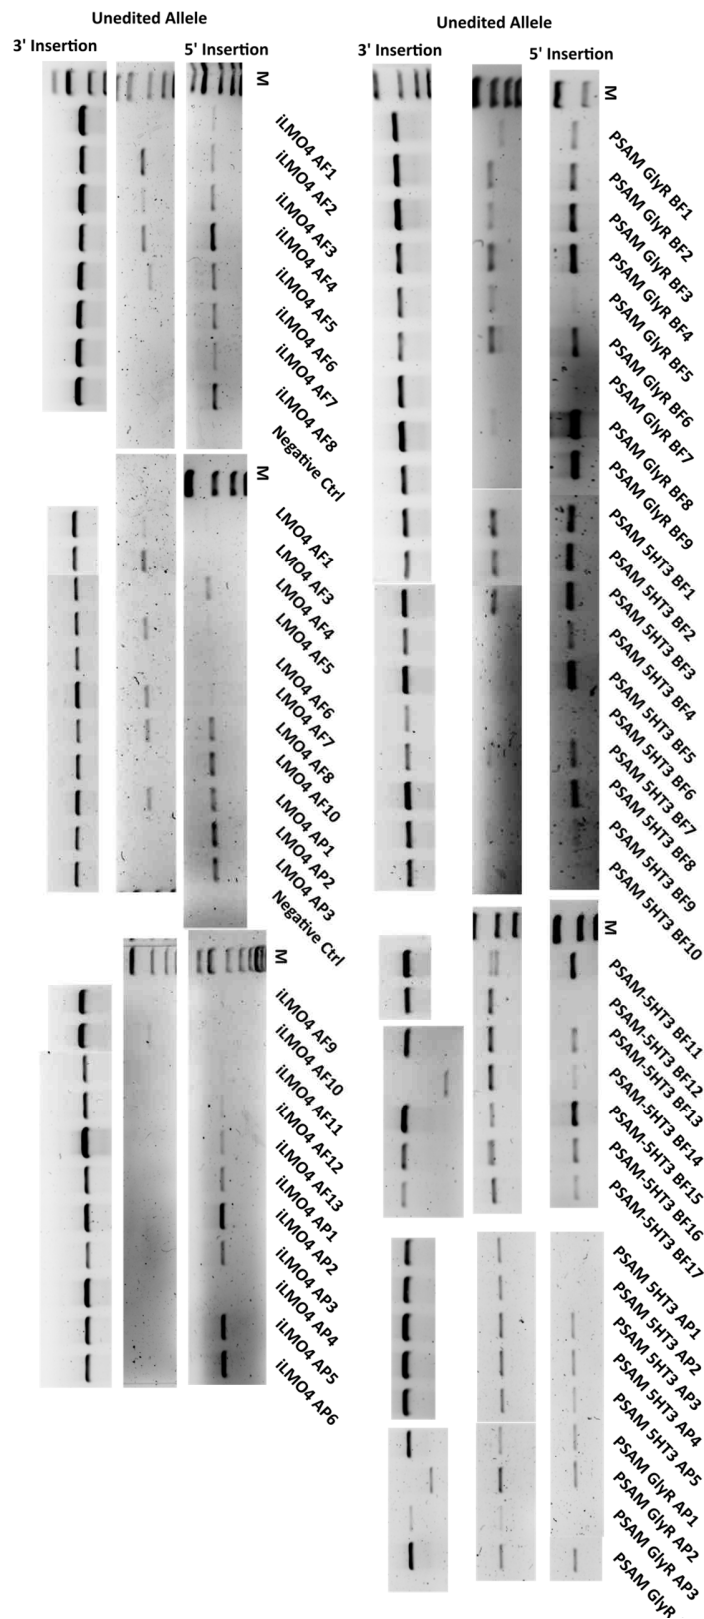 Unedited Allele
3' Insertion
5' Insertion
M
iLMO4 AF1
iLMO4 AF2
iLMO4 AF3
iLMO4 AF4
iLMO4 AF5
iLMO4 AF6
iLMO4 AF7
iLMO4 AF8
Negative Ctrl
M
LMO4 AF1
LMO4 AF3
LMO4 AF4
LMO4 AF5
LMO4 AF6
LMO4 AF7
LMO4 AF8
LMO4 AF10
LMO4 AP1
LMO4 AP2
LMO4 AP3
Negative Ctrl
M
iLMO4 AF9
iLMO4 AF10
iLMO4 AF11
iLMO4 AF12
iLMO4 AF13
iLMO4 AP1
iLMO4 AP2
iLMO4 AP3
iLMO4 AP4
iLMO4 AP5
iLMO4 AP6
Unedited Allele
3' Insertion
5' Insertion
M
PSAM GlyR BF1
PSAM GlyR BF2
PSAM GlyR BF3
PSAM GlyR BF4
PSAM GlyR BF5
PSAM GlyR BF6
PSAM GlyR BF7
PSAM GlyR BF8
PSAM GlyR BF9
PSAM 5HT3 BF1
PSAM 5HT3 BF2
PSAM 5HT3 BF3
PSAM 5HT3 BF4
PSAM 5HT3 BF5
PSAM 5HT3 BF6
PSAM 5HT3 BF7
PSAM 5HT3 BF8
PSAM 5HT3 BF9
PSAM 5HT3 BF10
M
PSAM-5HT3 BF11
PSAM-5HT3 BF12
PSAM-5HT3 BF13
PSAM-5HT3 BF14
PSAM-5HT3 BF15
PSAM-5HT3 BF16
PSAM-5HT3 BF17
PSAM 5HT3 AP1
PSAM 5HT3 AP2
PSAM 5HT3 AP3
PSAM 5HT3 AP4
PSAM 5HT3 AP5
PSAM GlyR AP1
PSAM GlyR AP2
PSAM GlyR AP3
PSAM GlyR